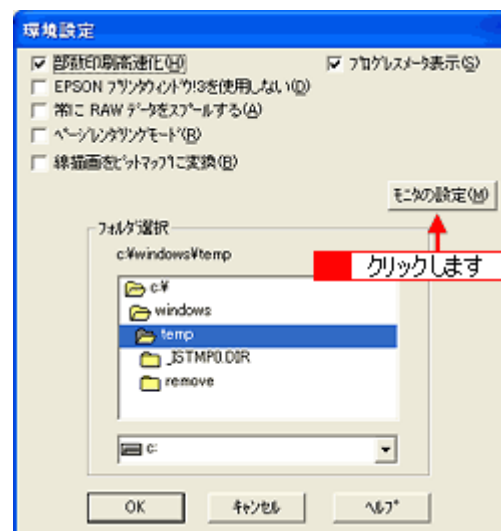 環境設定
部数印刷高速化(H)
プログレスメータ表示(S)
EPSON プリンタウィンドウ!3を使用しない(D)
常に RAW データをスプールする(A)
ページレンダリングモード(R)
線描画をビットマップに変換(B)
モニタの設定(M)
フォルダ選択
クリックします
c:¥windows¥temp
c:¥
windows
temp
_ISTMP0.DIR
remove
c:
OK
キャンセル
ヘルプ